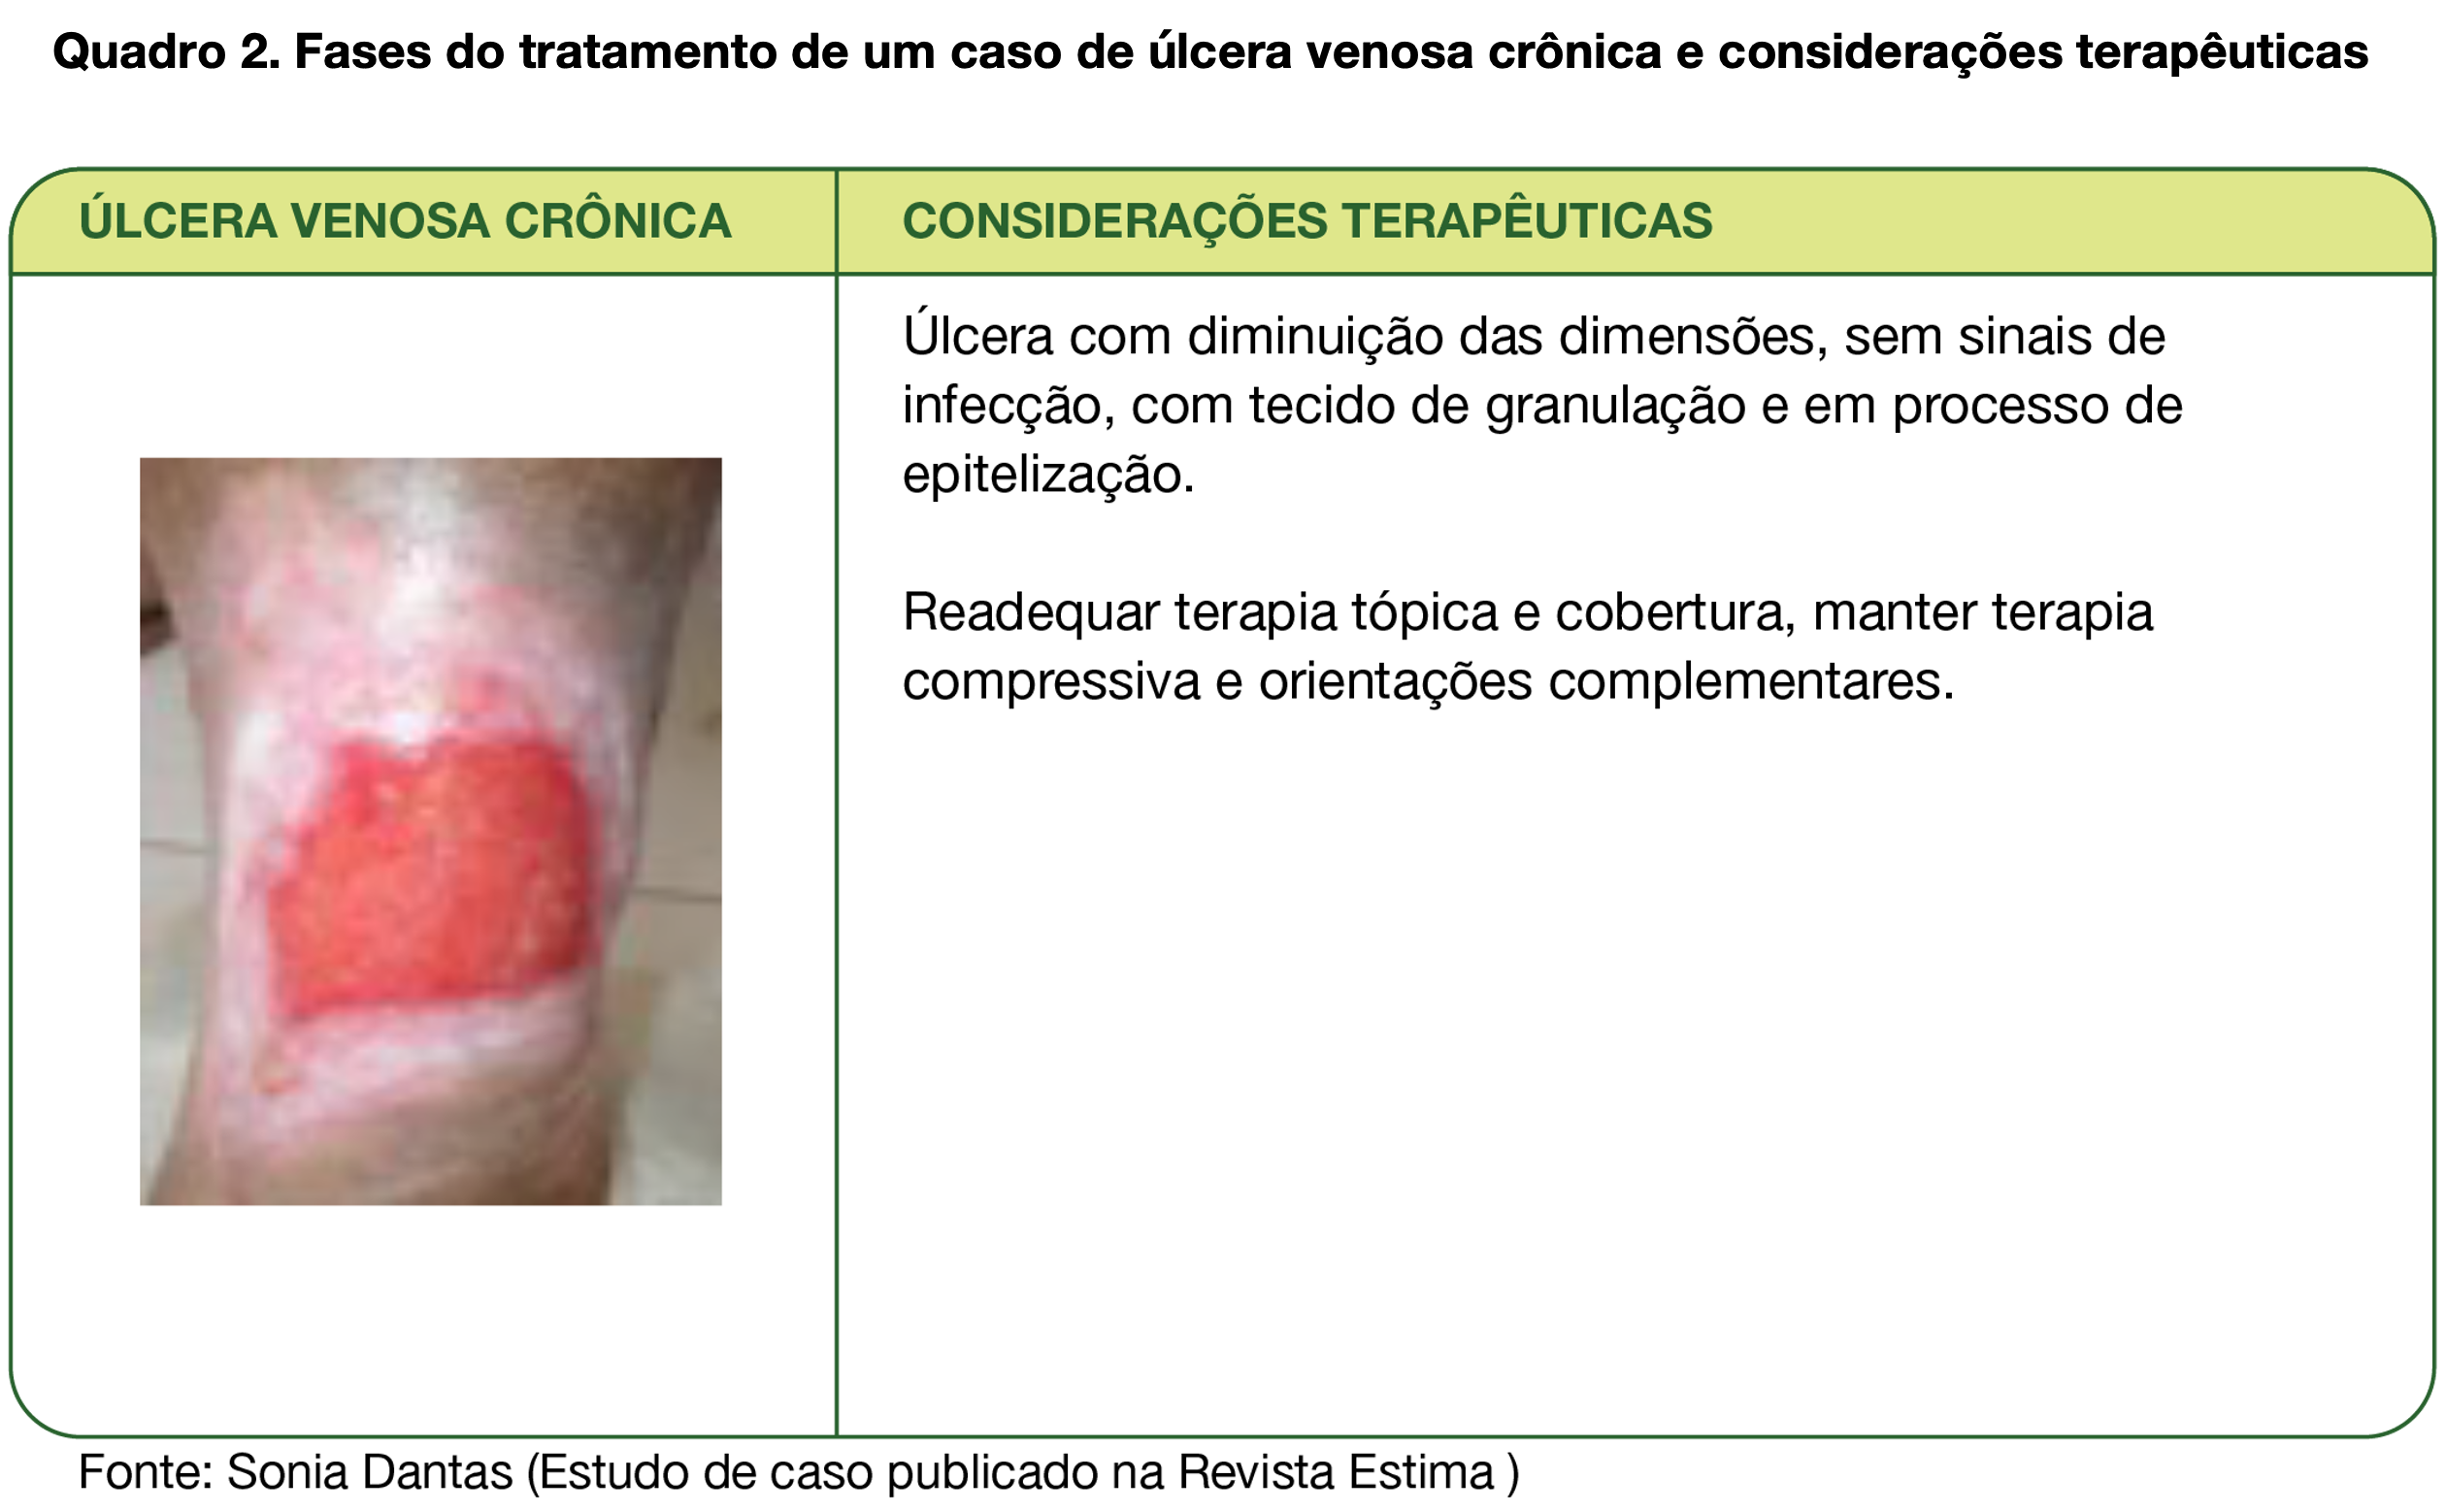 Quadro 2. Fases do tratamento de um caso de úlcera venosa crônica e considerações terapêuticas
ÚLCERA VENOSA CRÔNICA
CONSIDERAÇÕES TERAPÊUTICAS
Úlcera com diminuição das dimensões, sem sinais de
infecção, com tecido de granulação e em processo de
epitelização.
Readequar terapia tópica e cobertura, manter terapia
compressiva e orientações complementares.
Fonte: Sonia Dantas (Estudo de caso publicado na Revista Estima )